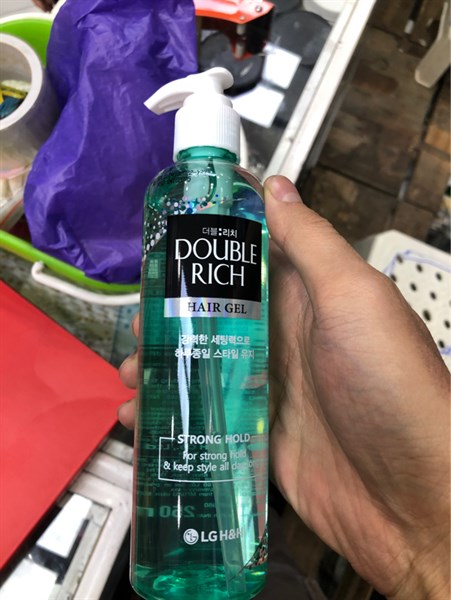 더블:리치
DOUBLE
RICH
HAIR GEL
강력한 세팅력으로
하루종일 스타일 유지
STRONG HOLD
For strong hold
& keep style all day
LG H&H